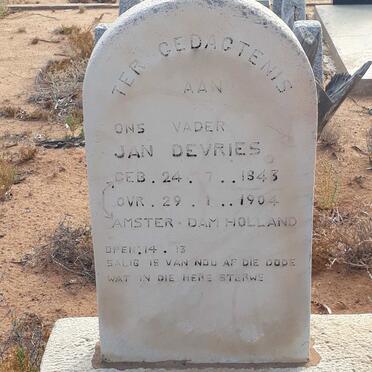 TER GEDAGTENIS
AAN
ONS VADER
JAN DEVRIES
GEB. 24. 7. 1843
OVR. 29. 1. 1904
AMSTER-DAM HOLLAND
OPEN. 14. 13
SALIG IS VAN NOU AF DIE DODE
WAT IN DIE HERE STERWE